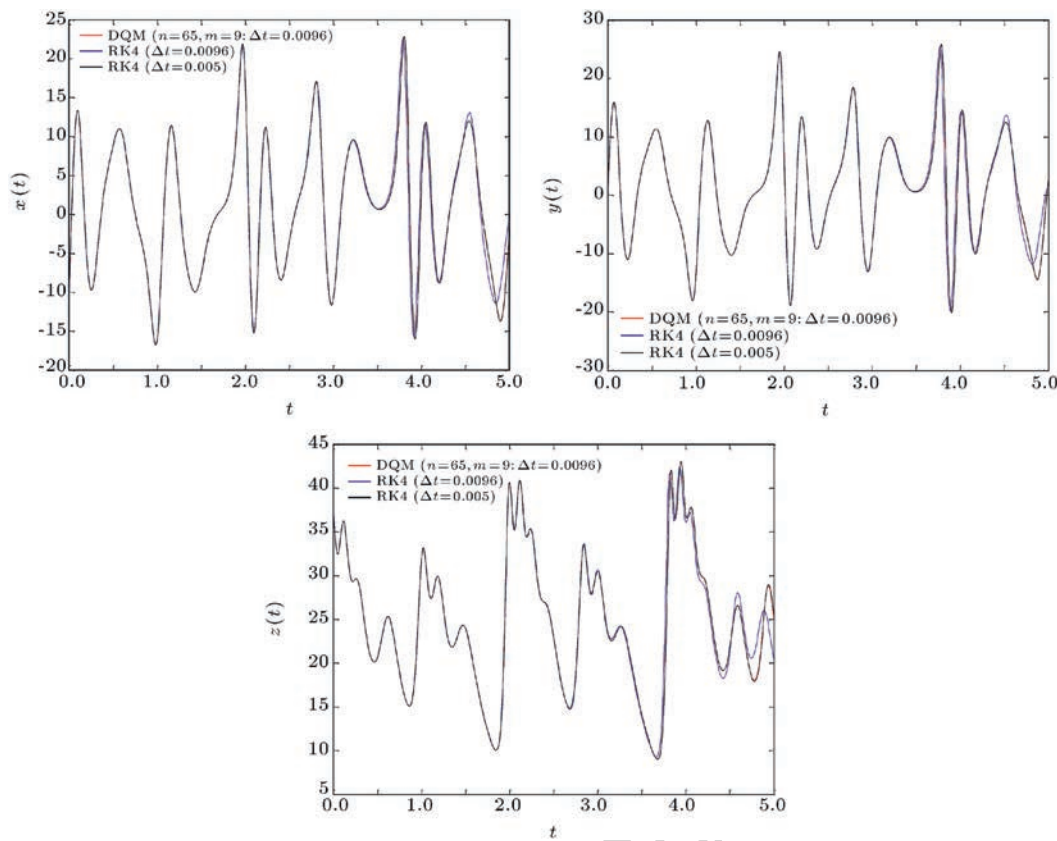 25
20
15
10
5
0
-5
-10
-15
-20
x(t)
DQM (n=65, m=9: Δt=0.0096)
RK4 (Δt=0.0096)
RK4 (Δt=0.005)
0.0 1.0 2.0 3.0 4.0 5.0
t
30
20
10
0
-10
-20
-30
y(t)
DQM (n=65, m=9: Δt=0.0096)
RK4 (Δt=0.0096)
RK4 (Δt=0.005)
0.0 1.0 2.0 3.0 4.0 5.0
t
45
40
35
30
25
20
15
10
5
z(t)
DQM (n=65, m=9: Δt=0.0096)
RK4 (Δt=0.0096)
RK4 (Δt=0.005)
0.0 1.0 2.0 3.0 4.0 5.0
t